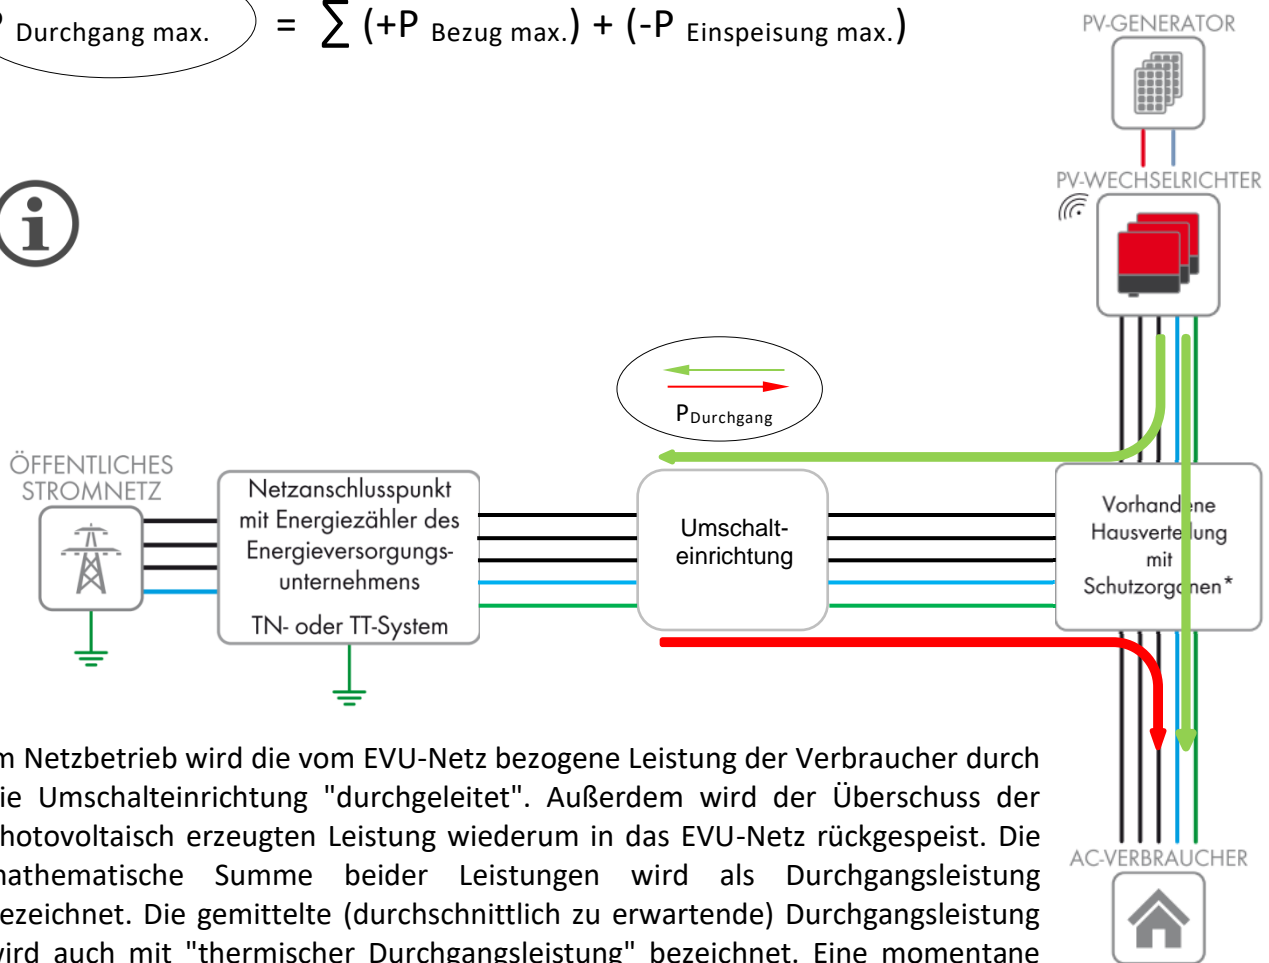 Durchgang max. = ∑ (+P Bezug max.) + (-P Einspeisung max.)
PV-GENERATOR
PV-WECHSELRICHTER
i
P Durchgang
ÖFFENTLICHES
STROMNETZ
Netzanschlusspunkt
mit Energiezähler des
Energieversorgungs-
unternehmens
TN- oder TT-System
Umschalt-
einrichtung
Vorhandene
Hausverteilung
mit
Schutzorganen*
m Netzbetrieb wird die vom EVU-Netz bezogene Leistung der Verbraucher durch
ie Umschalteinrichtung "durchgeleitet". Außerdem wird der Überschuss der
hotovoltaisch erzeugten Leistung wiederum in das EVU-Netz rückgespeist. Die
mathematische Summe beider Leistungen wird als Durchgangsleistung
ezeichnet. Die gemittelte (durchschnittlich zu erwartende) Durchgangsleistung
wird auch mit "thermischer Durchgangsleistung" bezeichnet. Eine momentane
AC-VERBRAUCHER